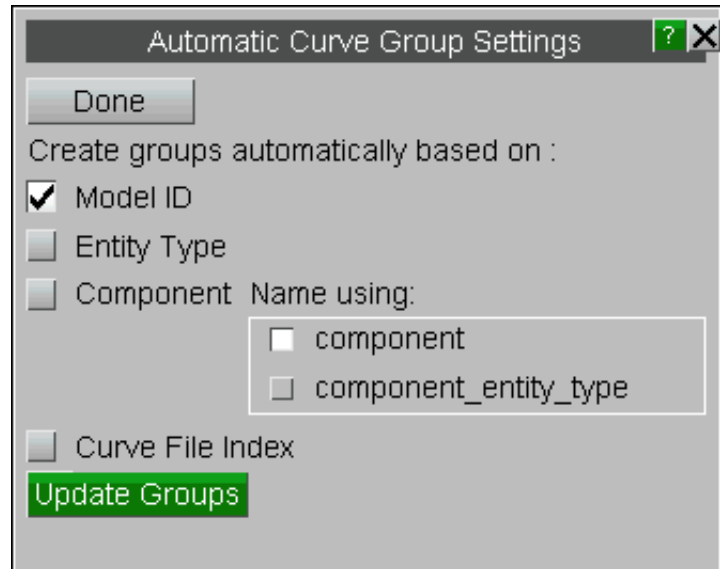 Automatic Curve Group Settings ?
Done
Create groups automatically based on :
Model ID
Entity Type
Component Name using:
component
component_entity_type
Curve File Index
Update Groups